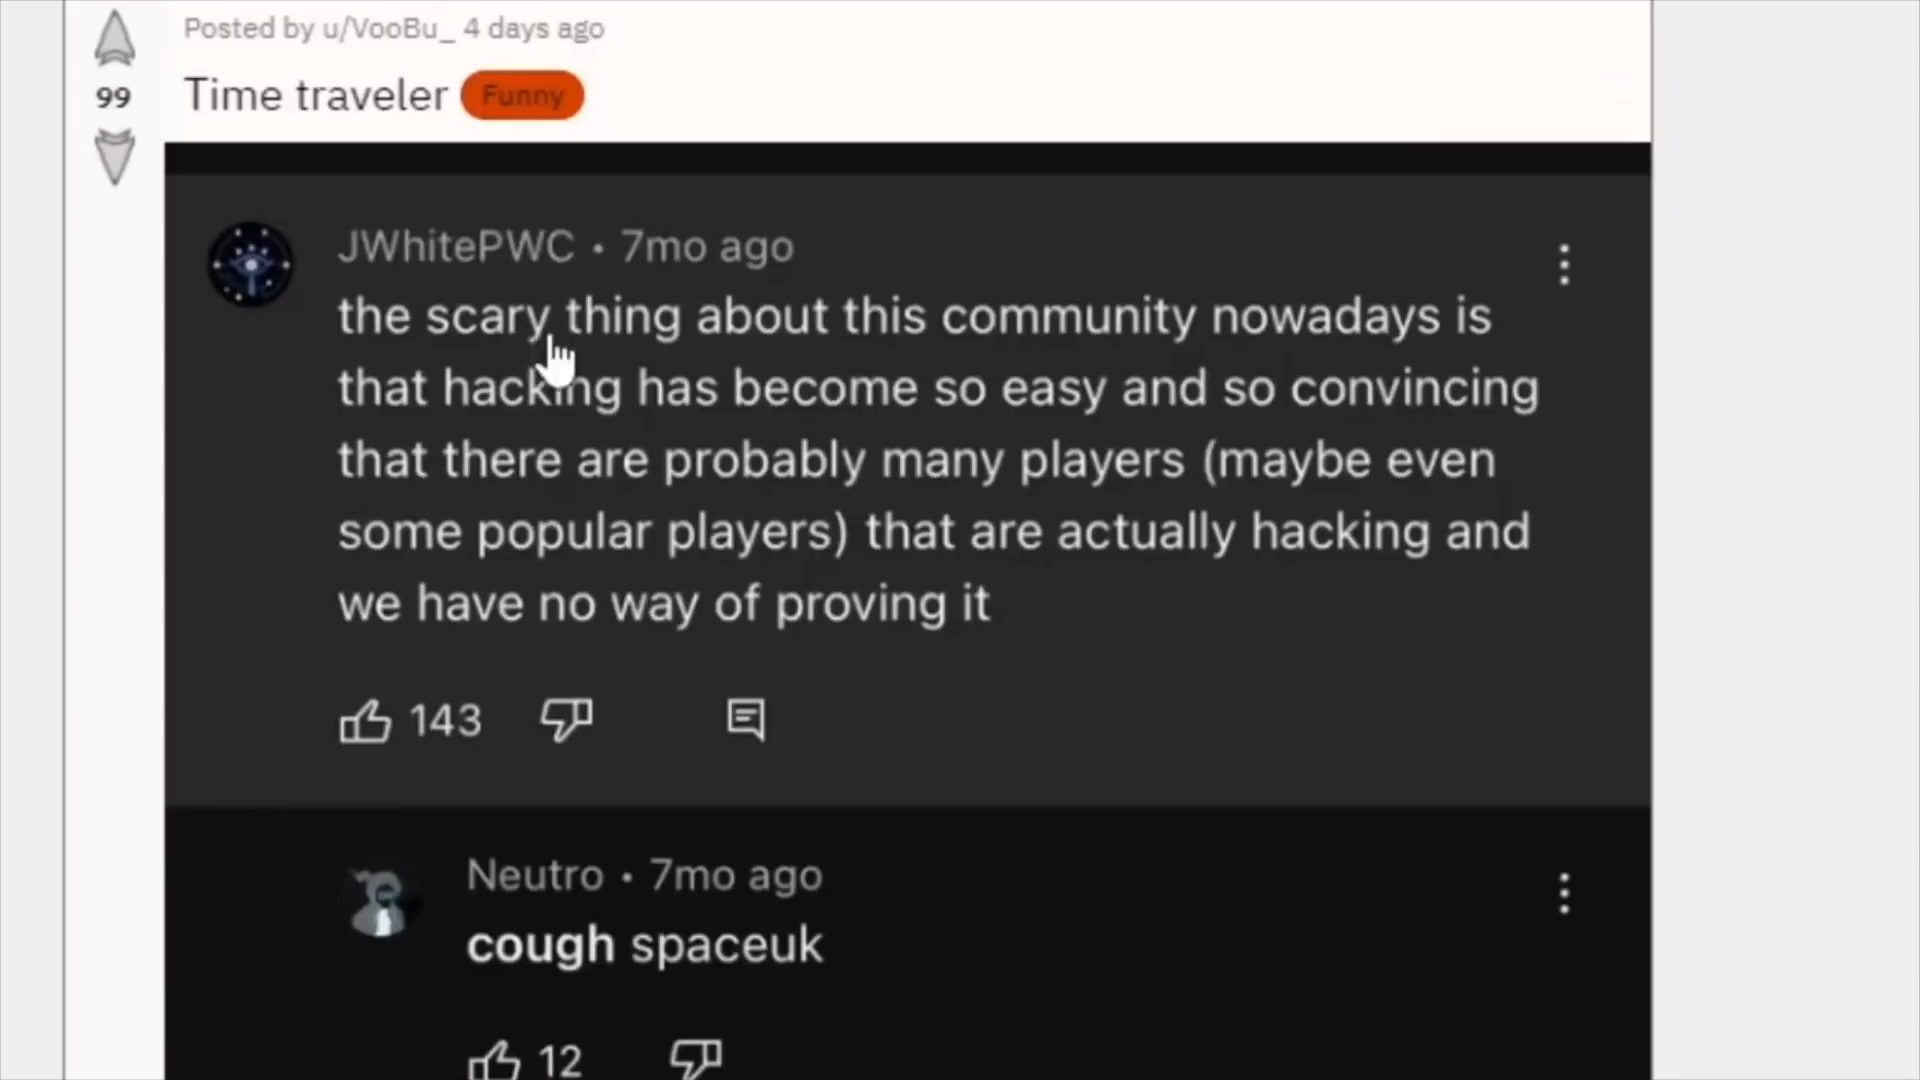 Posted by u/VooBu_ 4 days ago
99
Time traveler Funny
JWhitePWC • 7mo ago
the scary thing about this community nowadays is
that hacking has become so easy and so convincing
that there are probably many players (maybe even
some popular players) that are actually hacking and
we have no way of proving it
143
Neutro • 7mo ago
cough spaceuk
12